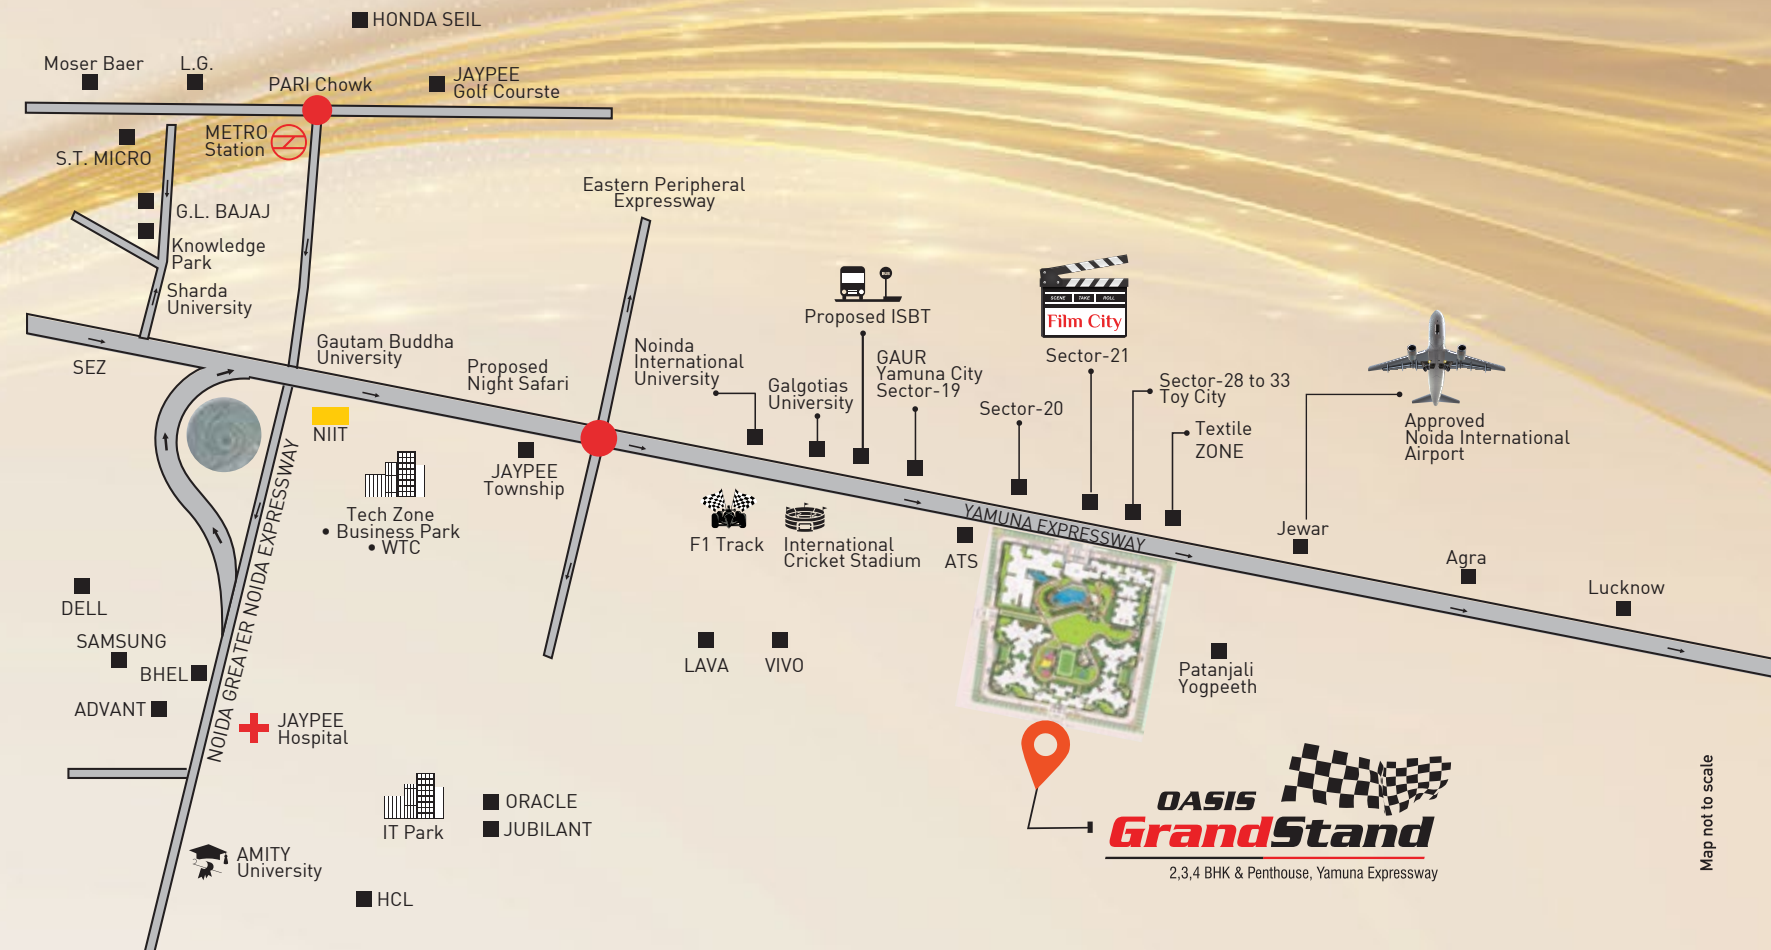 HONDA SEIL
Moser Baer
L.G.
PARI Chowk
JAYPEE
Golf Courste
METRO
Station
S.T. MICRO
G.L. BAJAJ
Knowledge
Park
Sharda
University
SEZ
Eastern Peripheral
Expressway
Gautam Buddha
University
Proposed
Night Safari
NIIT
Tech Zone
• Business Park
• WTC
JAYPEE
Township
Noinda
International
University
Galgotias
University
BUS
Proposed ISBT
GAUR
Yamuna City
Sector-19
Sector-20
SCENE TAKE ROLL
Film City
Sector-21
Sector-28 to 33
Toy City
Textile
ZONE
Approved
Noida International
Airport
Jewar
Agra
Lucknow
F1 Track
International
Cricket Stadium
ATS
YAMUNA EXPRESSWAY
NOIDA GREATER NOIDA EXPRESSWAY
DELL
SAMSUNG
BHEL
ADVANT
JAYPEE
Hospital
LAVA
VIVO
Patanjali
Yogpeeth
IT Park
ORACLE
JUBILANT
AMITY
University
HCL
OASIS
GrandStand
2,3,4 BHK & Penthouse, Yamuna Expressway
Map not to scale